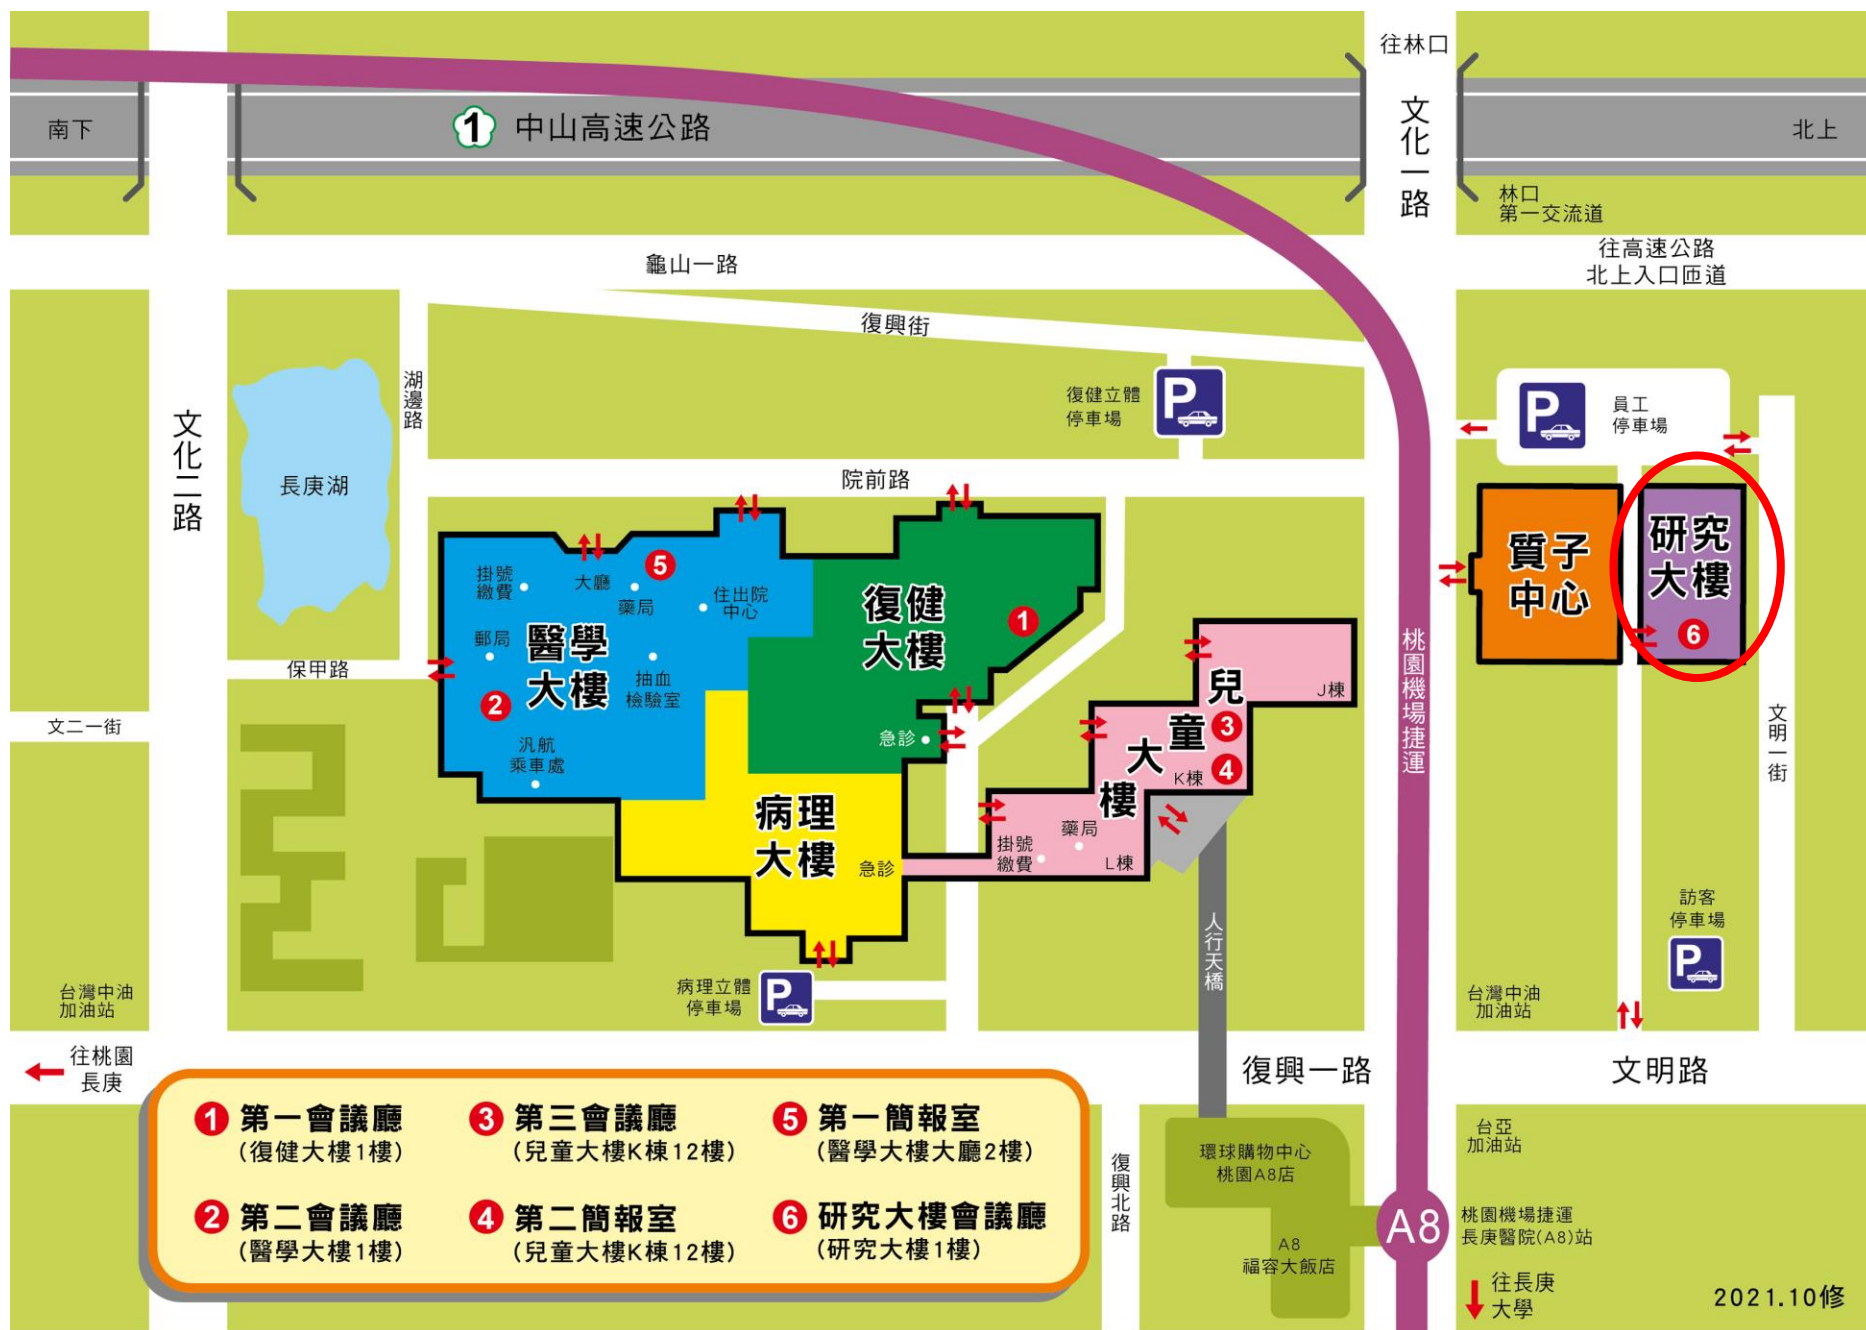 往林口
文化一路
南下
1 中山高速公路
北上
林口
第一交流道
往高速公路
北上入口匝道
龜山一路
復興街
湖邊路
復健立體
停車場
P
P
員工
停車場
文化二路
長庚湖
院前路
質子
中心
研究
大樓
6
掛號
繳費
大廳
5
藥局
住出院
中心
復健
大樓
1
郵局
醫學
大樓
抽血
檢驗室
2
汎航
乘車處
保甲路
文二一街
急診
兒童大樓
J棟
3
4
K棟
桃園機場捷運
文明一街
病理
大樓
急診
掛號
繳費
藥局
L棟
人行天橋
訪客
停車場
P
病理立體
停車場
P
台灣中油
加油站
台灣中油
加油站
往桃園
長庚
復興一路
文明路
1 第一會議廳
(復健大樓1樓)
3 第三會議廳
(兒童大樓K棟12樓)
5 第一簡報室
(醫學大樓大廳2樓)
2 第二會議廳
(醫學大樓1樓)
4 第二簡報室
(兒童大樓K棟12樓)
6 研究大樓會議廳
(研究大樓1樓)
復興北路
環球購物中心
桃園A8店
A8
福容大飯店
A8
台亞
加油站
桃園機場捷運
長庚醫院(A8)站
往長庚
大學
2021.10修